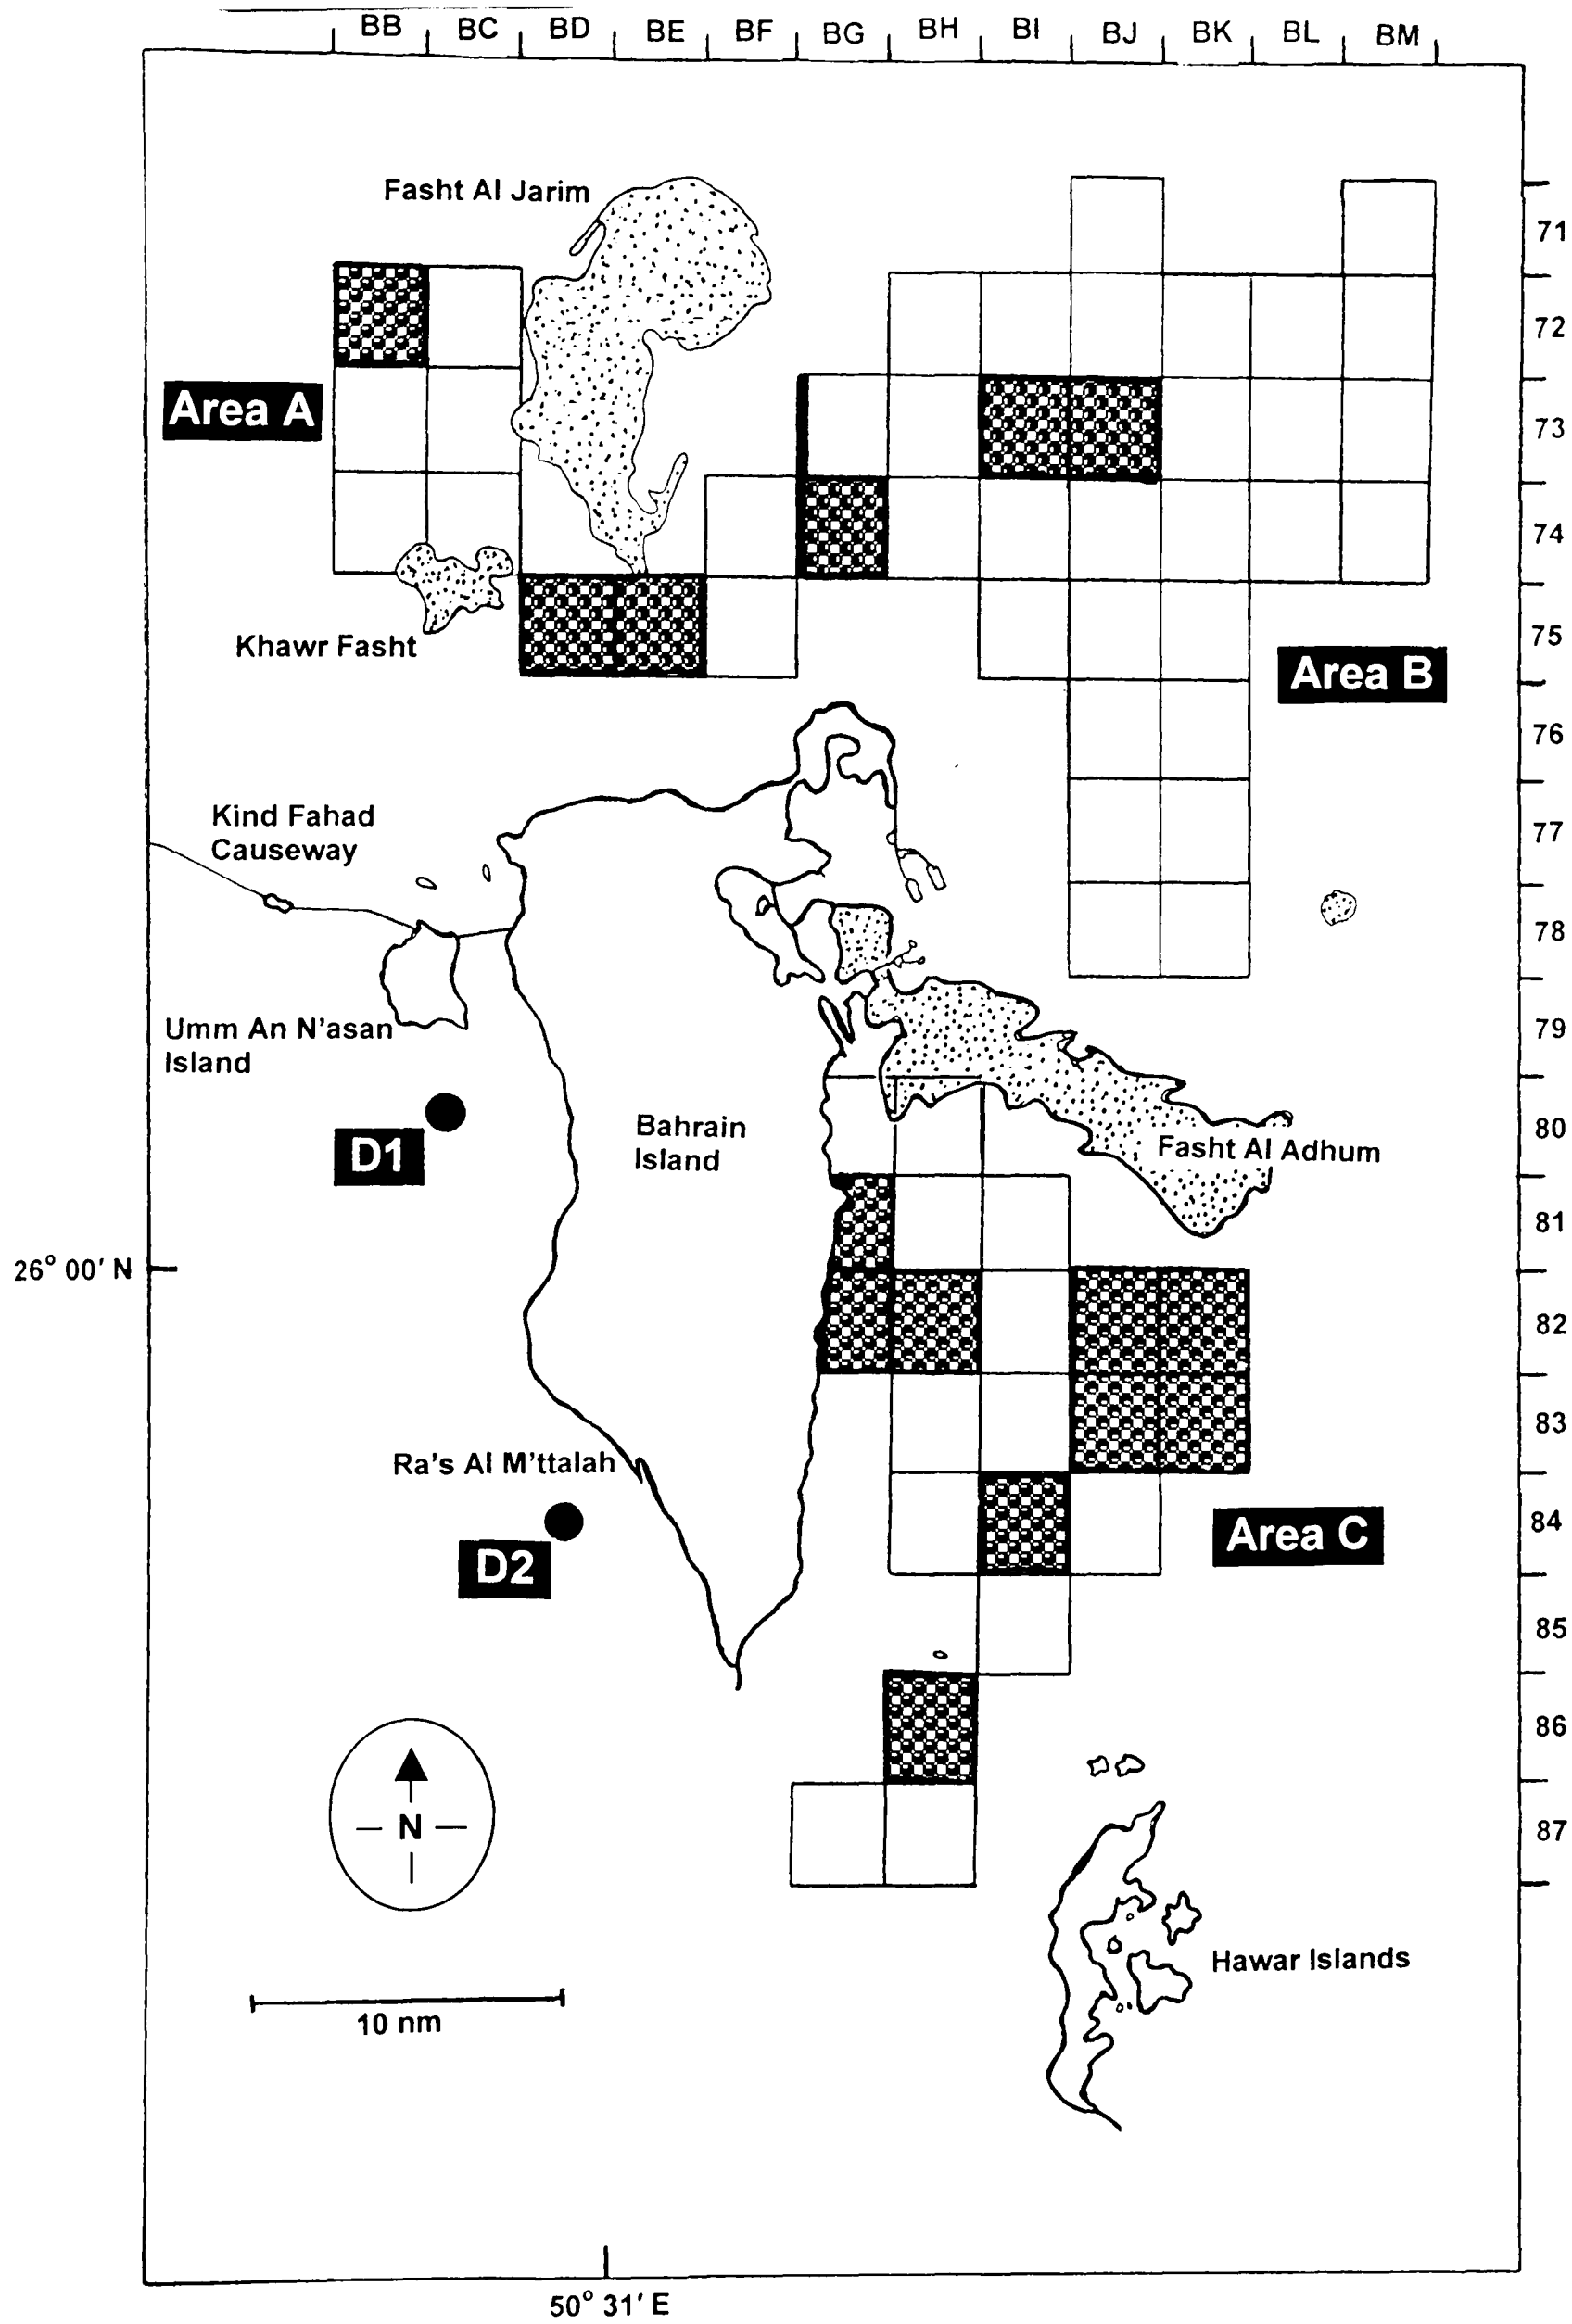 BB BC BD BE BF BG BH BI BJ BK BL BM
Fasht Al Jarim
71
72
Area A
73
74
Khawr Fasht
75
Area B
76
Kind Fahad
Causeway
77
78
Umm An N'asan
Island
79
D1
Bahrain
Island
80
Fasht Al Adhum
81
26° 00' N
82
83
Ra's Al M'ttalah
84
Area C
D2
85
86
N
87
Hawar Islands
10 nm
50° 31' E